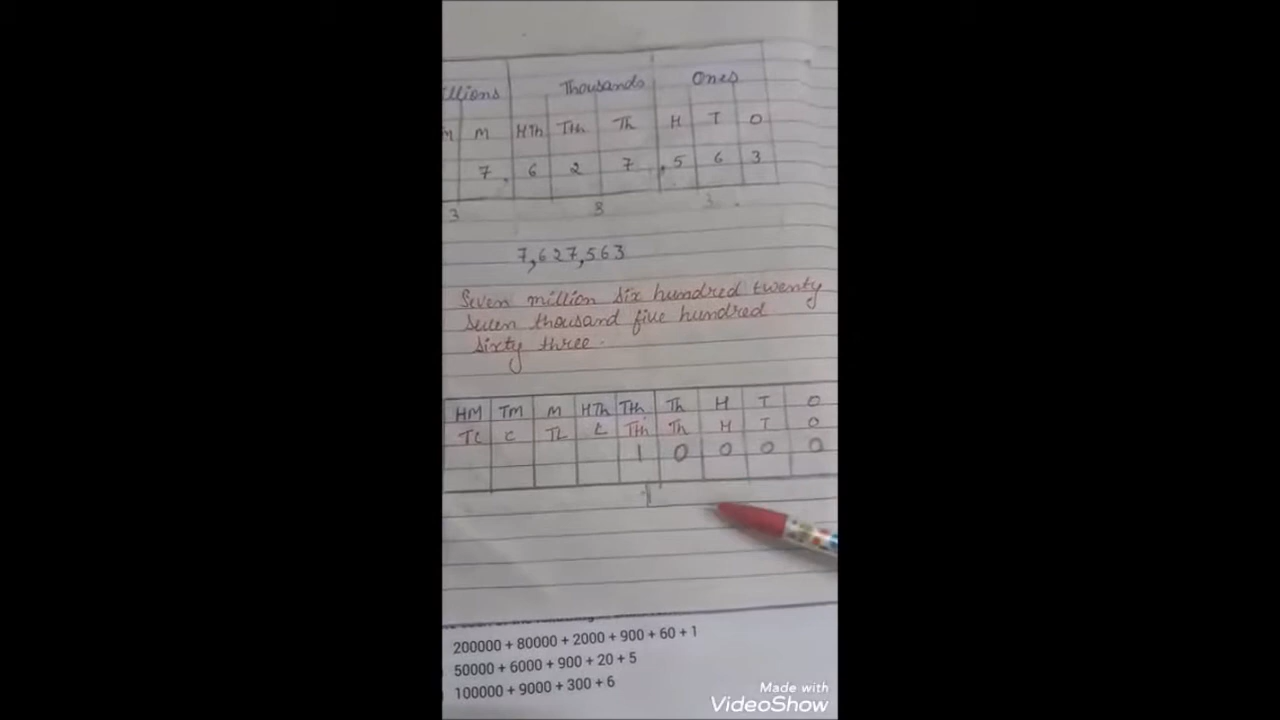 illions Thousands Ones
m M HTh TTh Th H T O
7, 6 2 7, 5 6 3
3 3 3
7,627,563
Seven million six hundred twenty
seven thousand five hundred
sixty three.
HM TM M HTh TTh Th H T O
TC C TL L TTh Th H T O
1 0 0 0 0
1
200000 + 80000 + 2000 + 900 + 60 + 1
50000 + 6000 + 900 + 20 + 5
100000 + 9000 + 300 + 6
Made with
VideoShow